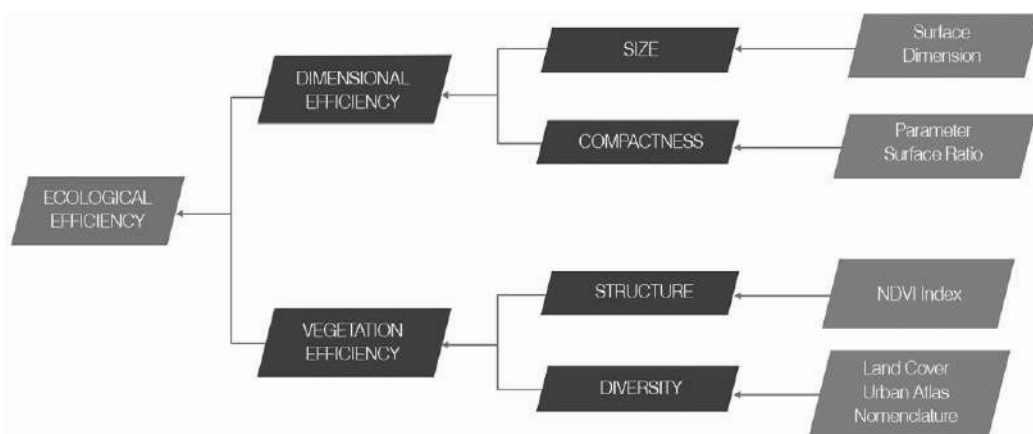 SIZE
Surface
Dimension
DIMENSIONAL
EFFICIENCY
COMPACTNESS
Parameter
Surface Ratio
ECOLOGICAL
EFFICIENCY
STRUCTURE
NDVI Index
VEGETATION
EFFICIENCY
DIVERSITY
Land Cover
Urban Atlas
Nomenclature